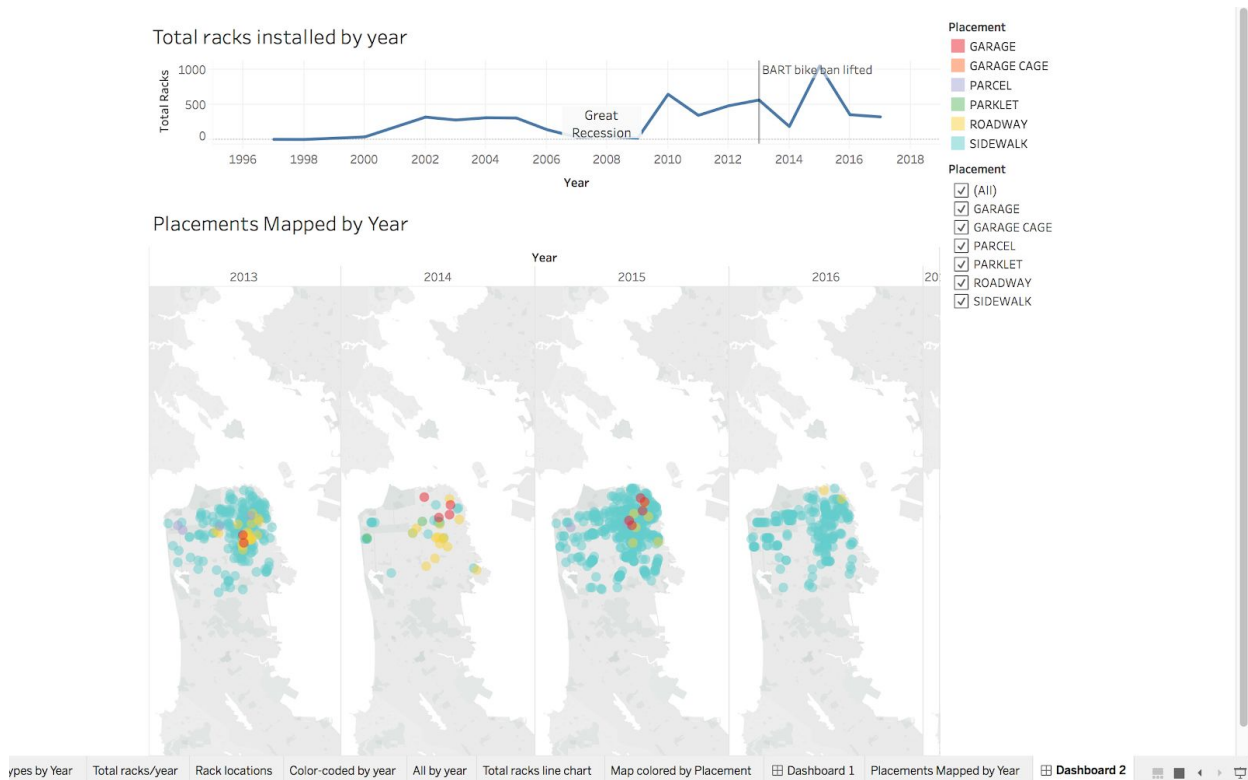 Total racks installed by year
Total Racks
1000
500
0
BART bike ban lifted
Great
Recession
1996 1998 2000 2002 2004 2006 2008 2010 2012 2014 2016 2018
Year
Placement
GARAGE
GARAGE CAGE
PARCEL
PARKLET
ROADWAY
SIDEWALK
Placement
(All)
GARAGE
GARAGE CAGE
PARCEL
PARKLET
ROADWAY
SIDEWALK
Placements Mapped by Year
Year
2013 2014 2015 2016 20
ypes by Year Total racks/year Rack locations Color-coded by year All by year Total racks line chart Map colored by Placement Dashboard 1 Placements Mapped by Year Dashboard 2